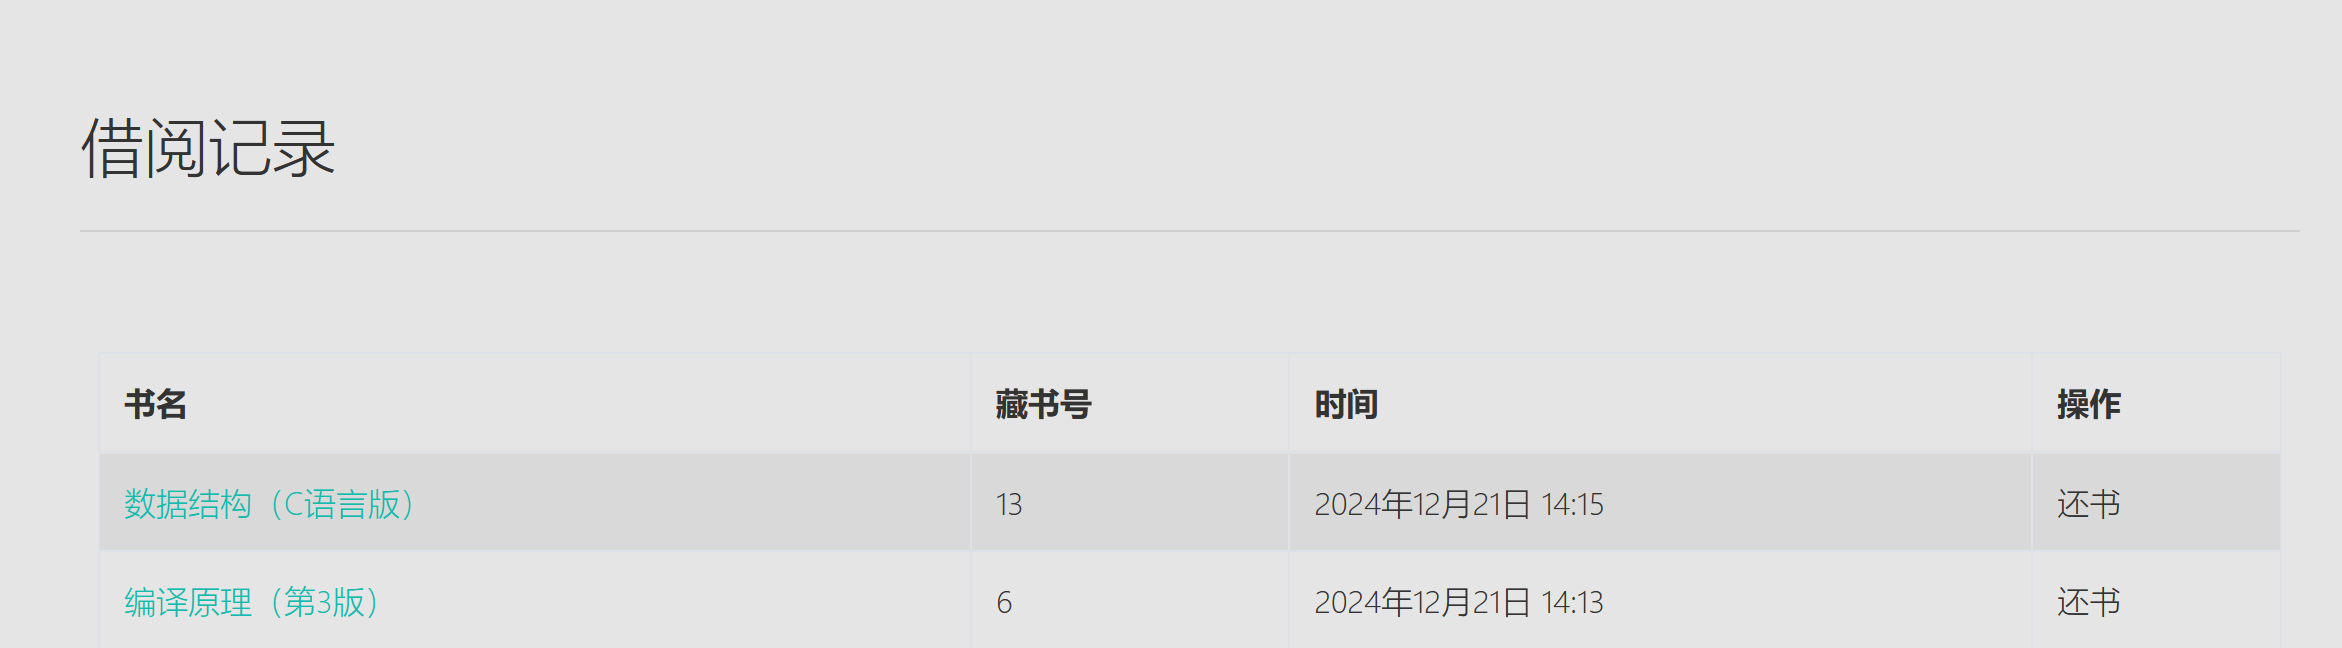 借阅记录
书名 藏书号 时间 操作
数据结构（C语言版） 13 2024年12月21日 14:15 还书
编译原理（第3版） 6 2024年12月21日 14:13 还书